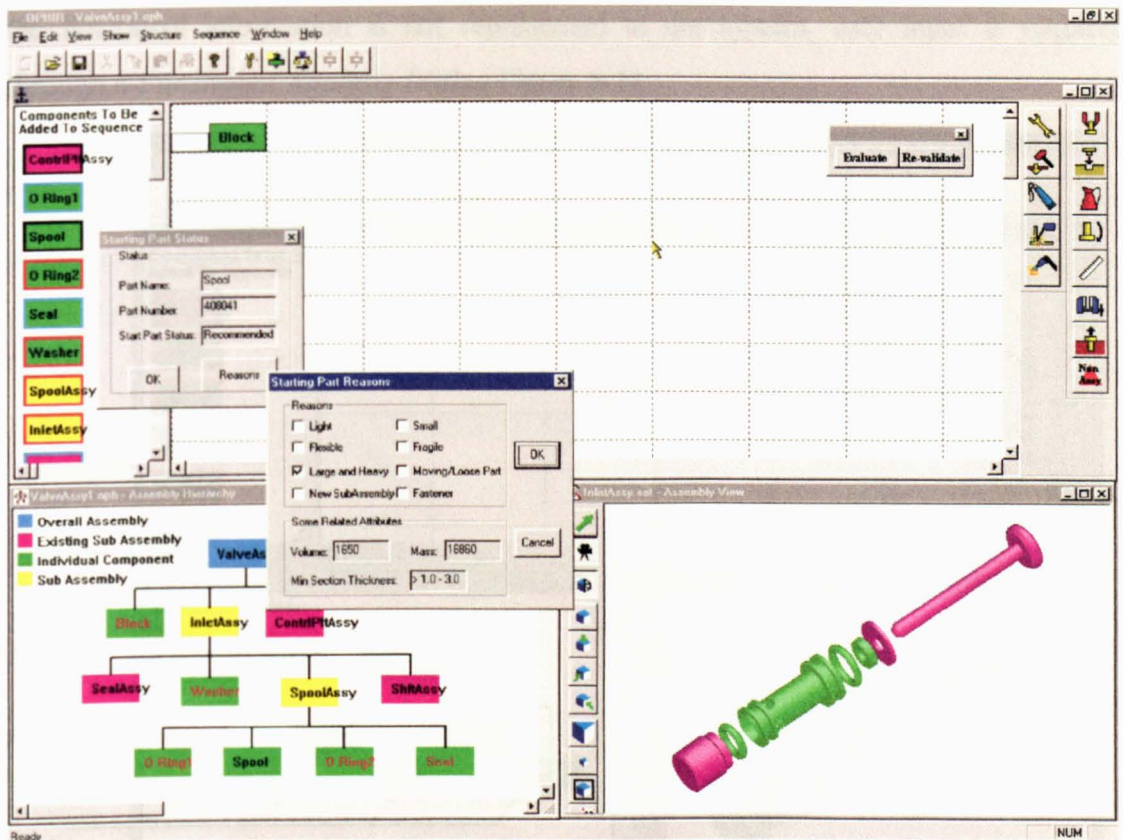 OPHIR - ValveAssy1.oph
File Edit View Show Structure Sequence Window Help
Components To Be
Added To Sequence
ContrlPltAssy
O Ring1
Spool
O Ring2
Seal
Washer
SpoolAssy
InletAssy
Block
Evaluate Re-validate
Non
Assy
Starting Part Status
Status
Part Name: Spool
Part Number: 408041
Start Part Status: Recommended
OK Reasons
Starting Part Reasons
Reasons
Light Small
Flexible Fragile
Large and Heavy Moving/Loose Part
New SubAssembly Fastener
OK
Some Related Attributes
Volume: 1650 Mass: 16860
Min Section Thickness: > 1.0 - 3.0
Cancel
ValveAssy1.oph - Assembly Hierarchy
Overall Assembly
Existing Sub Assembly
Individual Component
Sub Assembly
ValveAs
Block InletAssy ContrlPltAssy
SealAssy Washer SpoolAssy ShftAssy
O Ring1 Spool O Ring2 Seal
InletAssy.sat - Assembly View
Ready
NUM